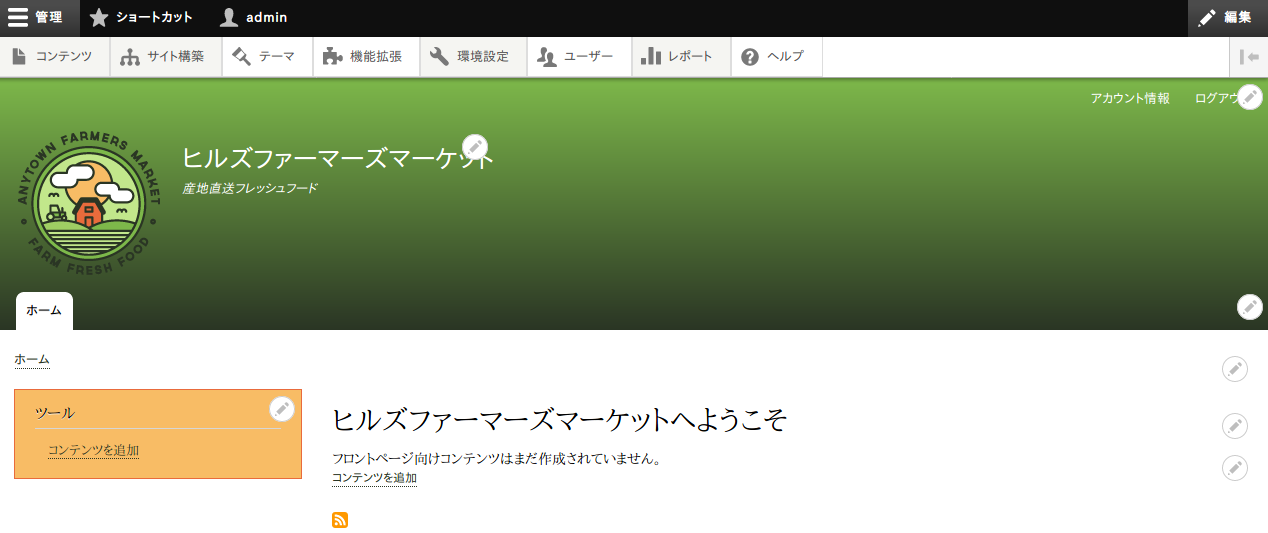 管理 ショートカット admin 編集
コンテンツ サイト構築 テーマ 機能拡張 環境設定 ユーザー レポート ヘルプ
アカウント情報 ログアウ
ANYTOWN FARMERS MARKET
FARM FRESH FOOD
ヒルズファーマーズマーケット
産地直送フレッシュフード
ホーム
ホーム
ツール
コンテンツを追加
ヒルズファーマーズマーケットへようこそ
フロントページ向けコンテンツはまだ作成されていません。
コンテンツを追加